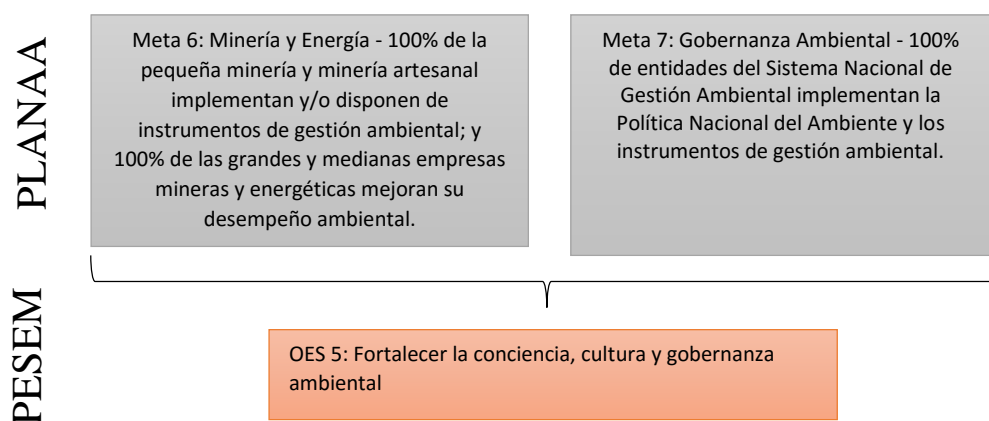 PLANAA
Meta 6: Minería y Energía - 100% de la
pequeña minería y minería artesanal
implementan y/o disponen de
instrumentos de gestión ambiental; y
100% de las grandes y medianas empresas
mineras y energéticas mejoran su
desempeño ambiental.
Meta 7: Gobernanza Ambiental - 100%
de entidades del Sistema Nacional de
Gestión Ambiental implementan la
Política Nacional del Ambiente y los
instrumentos de gestión ambiental.
PESEM
OES 5: Fortalecer la conciencia, cultura y gobernanza
ambiental